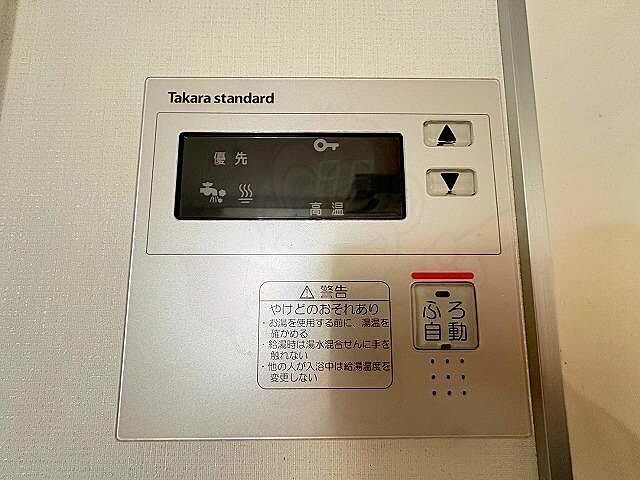 Takara standard
優先
高温
▲
▼
⚠ 警告
やけどのおそれあり
・お湯を使用する前に、湯温を
確かめる
・給湯時は湯水混合せんに手を
触れない
・他の人が入浴中は給湯温度を
変更しない
ふろ
自動